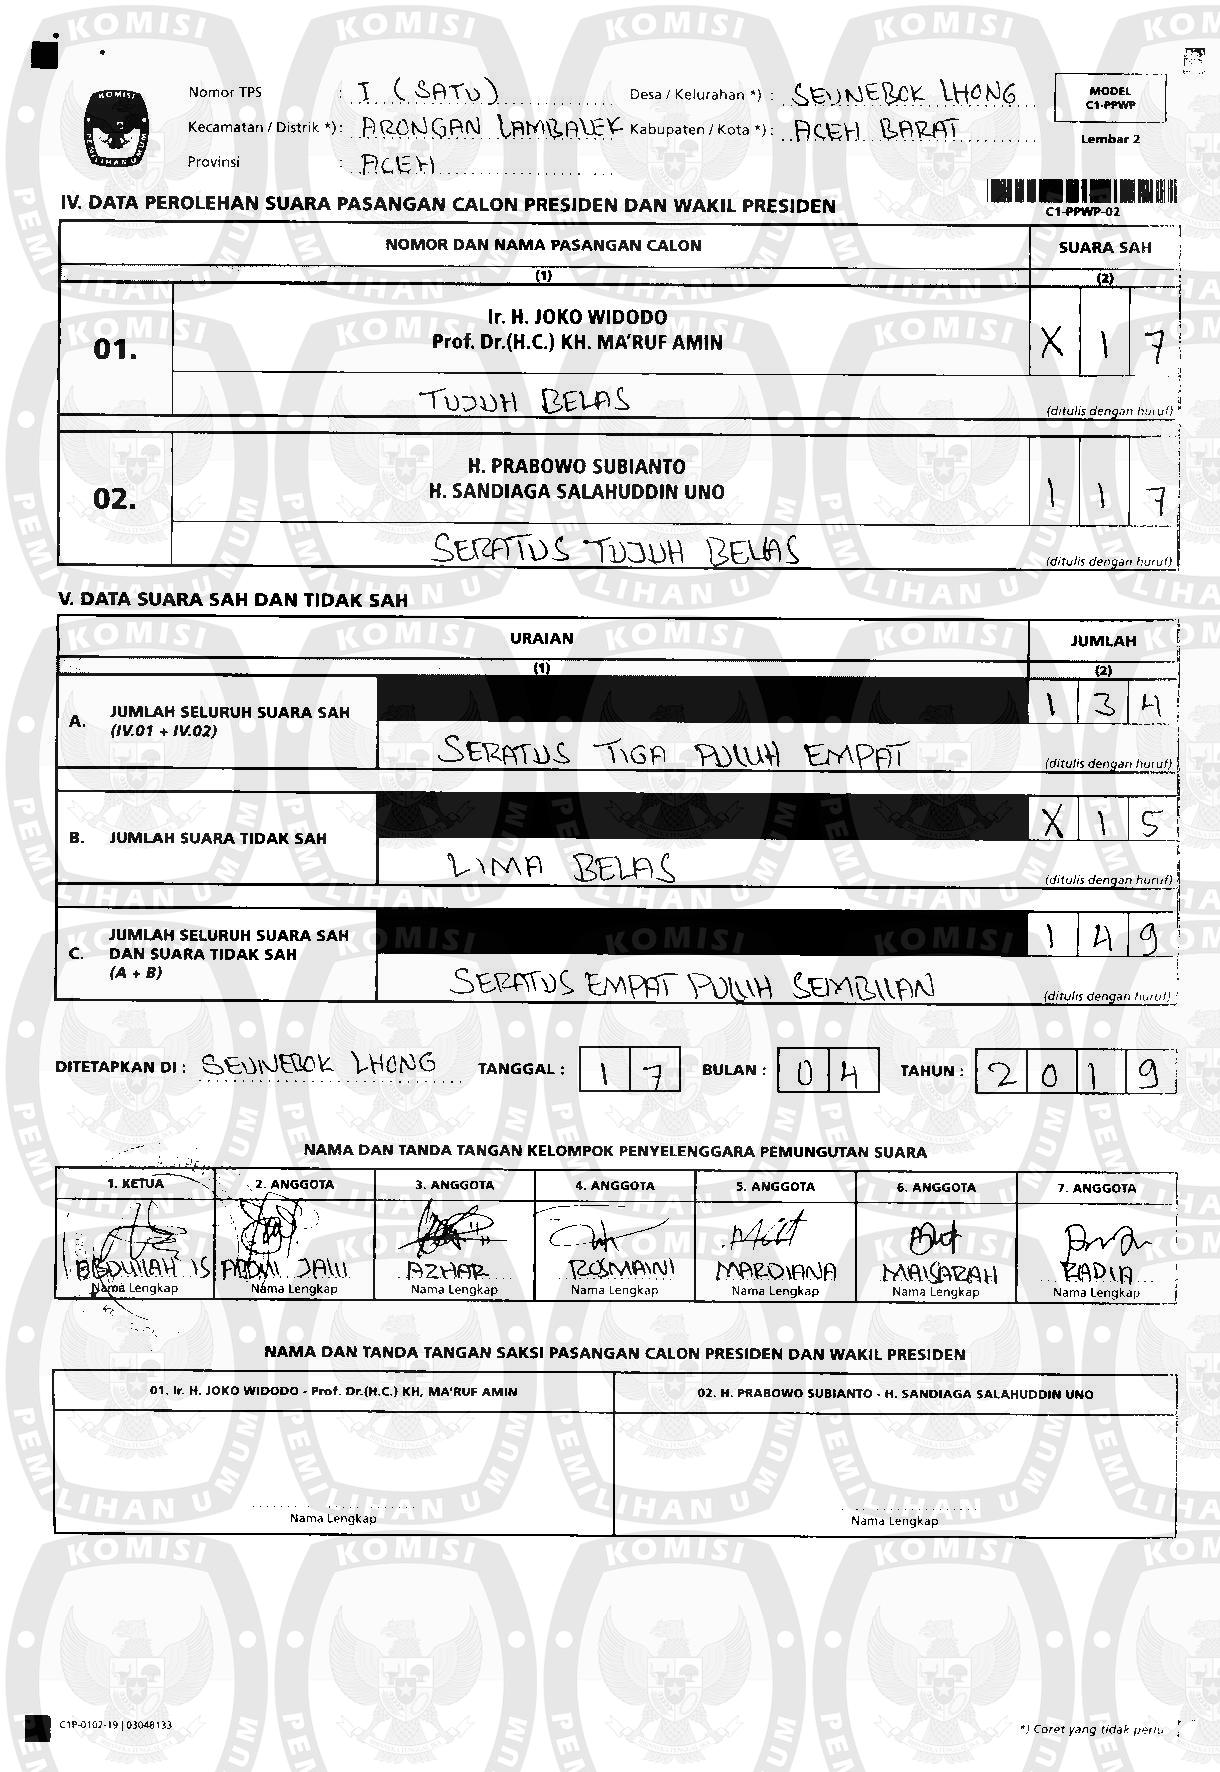 Nomor TPS : I (SATU) Desa / Kelurahan *) : SEUNEBOK LHONG
MODEL
C1-PPWP
Kecamatan / Distrik *) : ARONGAN LAMBALEK Kabupaten / Kota *) : ACEH BARAT
Lembar 2
Provinsi : ACEH
IV. DATA PEROLEHAN SUARA PASANGAN CALON PRESIDEN DAN WAKIL PRESIDEN
C1-PPWP-02
NOMOR DAN NAMA PASANGAN CALON SUARA SAH
(1) (2)
01. Ir. H. JOKO WIDODO
Prof. Dr.(H.C.) KH. MA'RUF AMIN X 1 7
TUJUH BELAS (ditulis dengan huruf)
02. H. PRABOWO SUBIANTO
H. SANDIAGA SALAHUDDIN UNO 1 1 7
SERATUS TUJUH BELAS (ditulis dengan huruf)
V. DATA SUARA SAH DAN TIDAK SAH
URAIAN JUMLAH
(1) (2)
A. JUMLAH SELURUH SUARA SAH
(IV.01 + IV.02) 1 3 4
SERATUS TIGA PULUH EMPAT (ditulis dengan huruf)
B. JUMLAH SUARA TIDAK SAH X 1 5
LIMA BELAS (ditulis dengan huruf)
C. JUMLAH SELURUH SUARA SAH
DAN SUARA TIDAK SAH
(A + B) 1 4 9
SERATUS EMPAT PULUH SEMBILAN (ditulis dengan huruf)
DITETAPKAN DI : SEUNEBOK LHONG TANGGAL : 1 7 BULAN : 0 4 TAHUN : 2 0 1 9
NAMA DAN TANDA TANGAN KELOMPOK PENYELENGGARA PEMUNGUTAN SUARA
1. KETUA 2. ANGGOTA 3. ANGGOTA 4. ANGGOTA 5. ANGGOTA 6. ANGGOTA 7. ANGGOTA
ABDULLAH IS JALIL AZHAR ROSMAINI MARDIANA MAISARAH RADIA
Nama Lengkap Nama Lengkap Nama Lengkap Nama Lengkap Nama Lengkap Nama Lengkap Nama Lengkap
NAMA DAN TANDA TANGAN SAKSI PASANGAN CALON PRESIDEN DAN WAKIL PRESIDEN
01. Ir. H. JOKO WIDODO - Prof. Dr.(H.C.) KH. MA'RUF AMIN 02. H. PRABOWO SUBIANTO - H. SANDIAGA SALAHUDDIN UNO
Nama Lengkap Nama Lengkap
C1P-0102-19 | 03048133 *) Coret yang tidak perlu